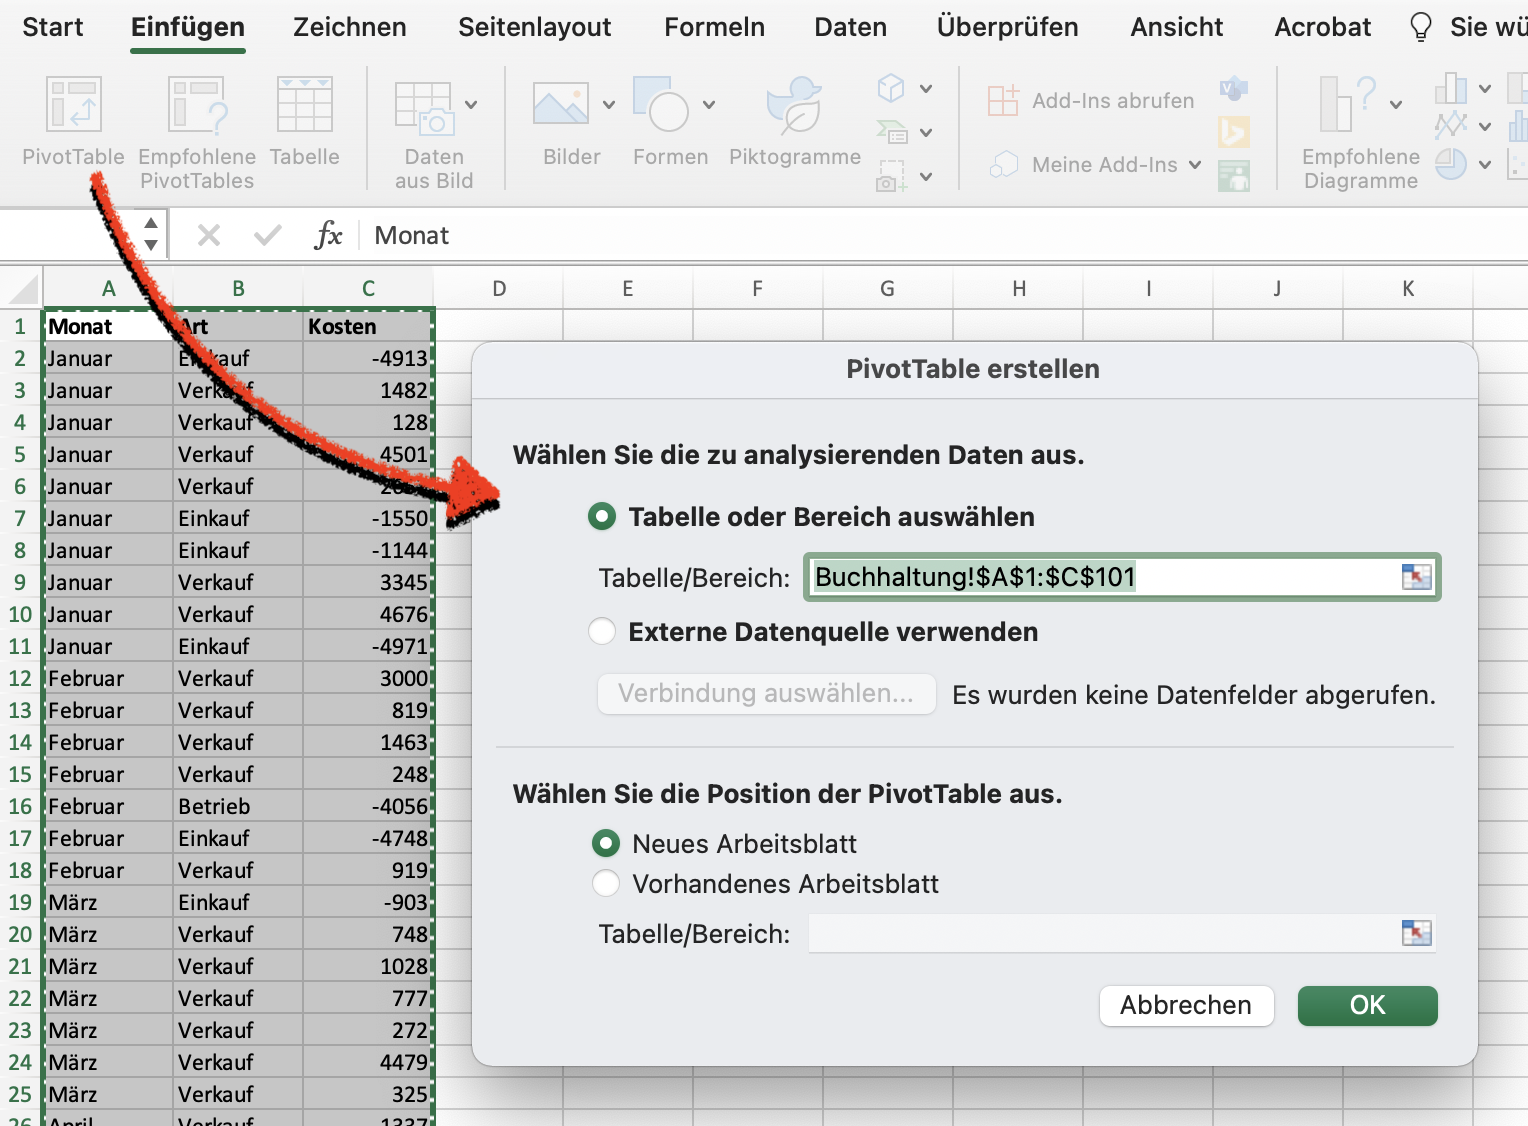 Start Einfügen Zeichnen Seitenlayout Formeln Daten Überprüfen Ansicht Acrobat Sie
PivotTable Empfohlene PivotTables Tabelle Daten aus Bild Bilder Formen Piktogramme Add-Ins abrufen Meine Add-Ins Empfohlene Diagramme
fx Monat
A B C D E F G H I J K
1 Monat Art Kosten
2 Januar Einkauf -4913
3 Januar Verkauf 1482
4 Januar Verkauf 128
5 Januar Verkauf 4501
6 Januar Verkauf
7 Januar Einkauf -1550
8 Januar Einkauf -1144
9 Januar Verkauf 3345
10 Januar Verkauf 4676
11 Januar Einkauf -4971
12 Februar Verkauf 3000
13 Februar Verkauf 819
14 Februar Verkauf 1463
15 Februar Verkauf 248
16 Februar Betrieb -4056
17 Februar Einkauf -4748
18 Februar Verkauf 919
19 März Einkauf -903
20 März Verkauf 748
21 März Verkauf 1028
22 März Verkauf 777
23 März Verkauf 272
24 März Verkauf 4479
25 März Verkauf 325
26 April Verkauf 1337
PivotTable erstellen
Wählen Sie die zu analysierenden Daten aus.
Tabelle oder Bereich auswählen
Tabelle/Bereich: Buchhaltung!$A$1:$C$101
Externe Datenquelle verwenden
Verbindung auswählen... Es wurden keine Datenfelder abgerufen.
Wählen Sie die Position der PivotTable aus.
Neues Arbeitsblatt
Vorhandenes Arbeitsblatt
Tabelle/Bereich:
Abbrechen OK